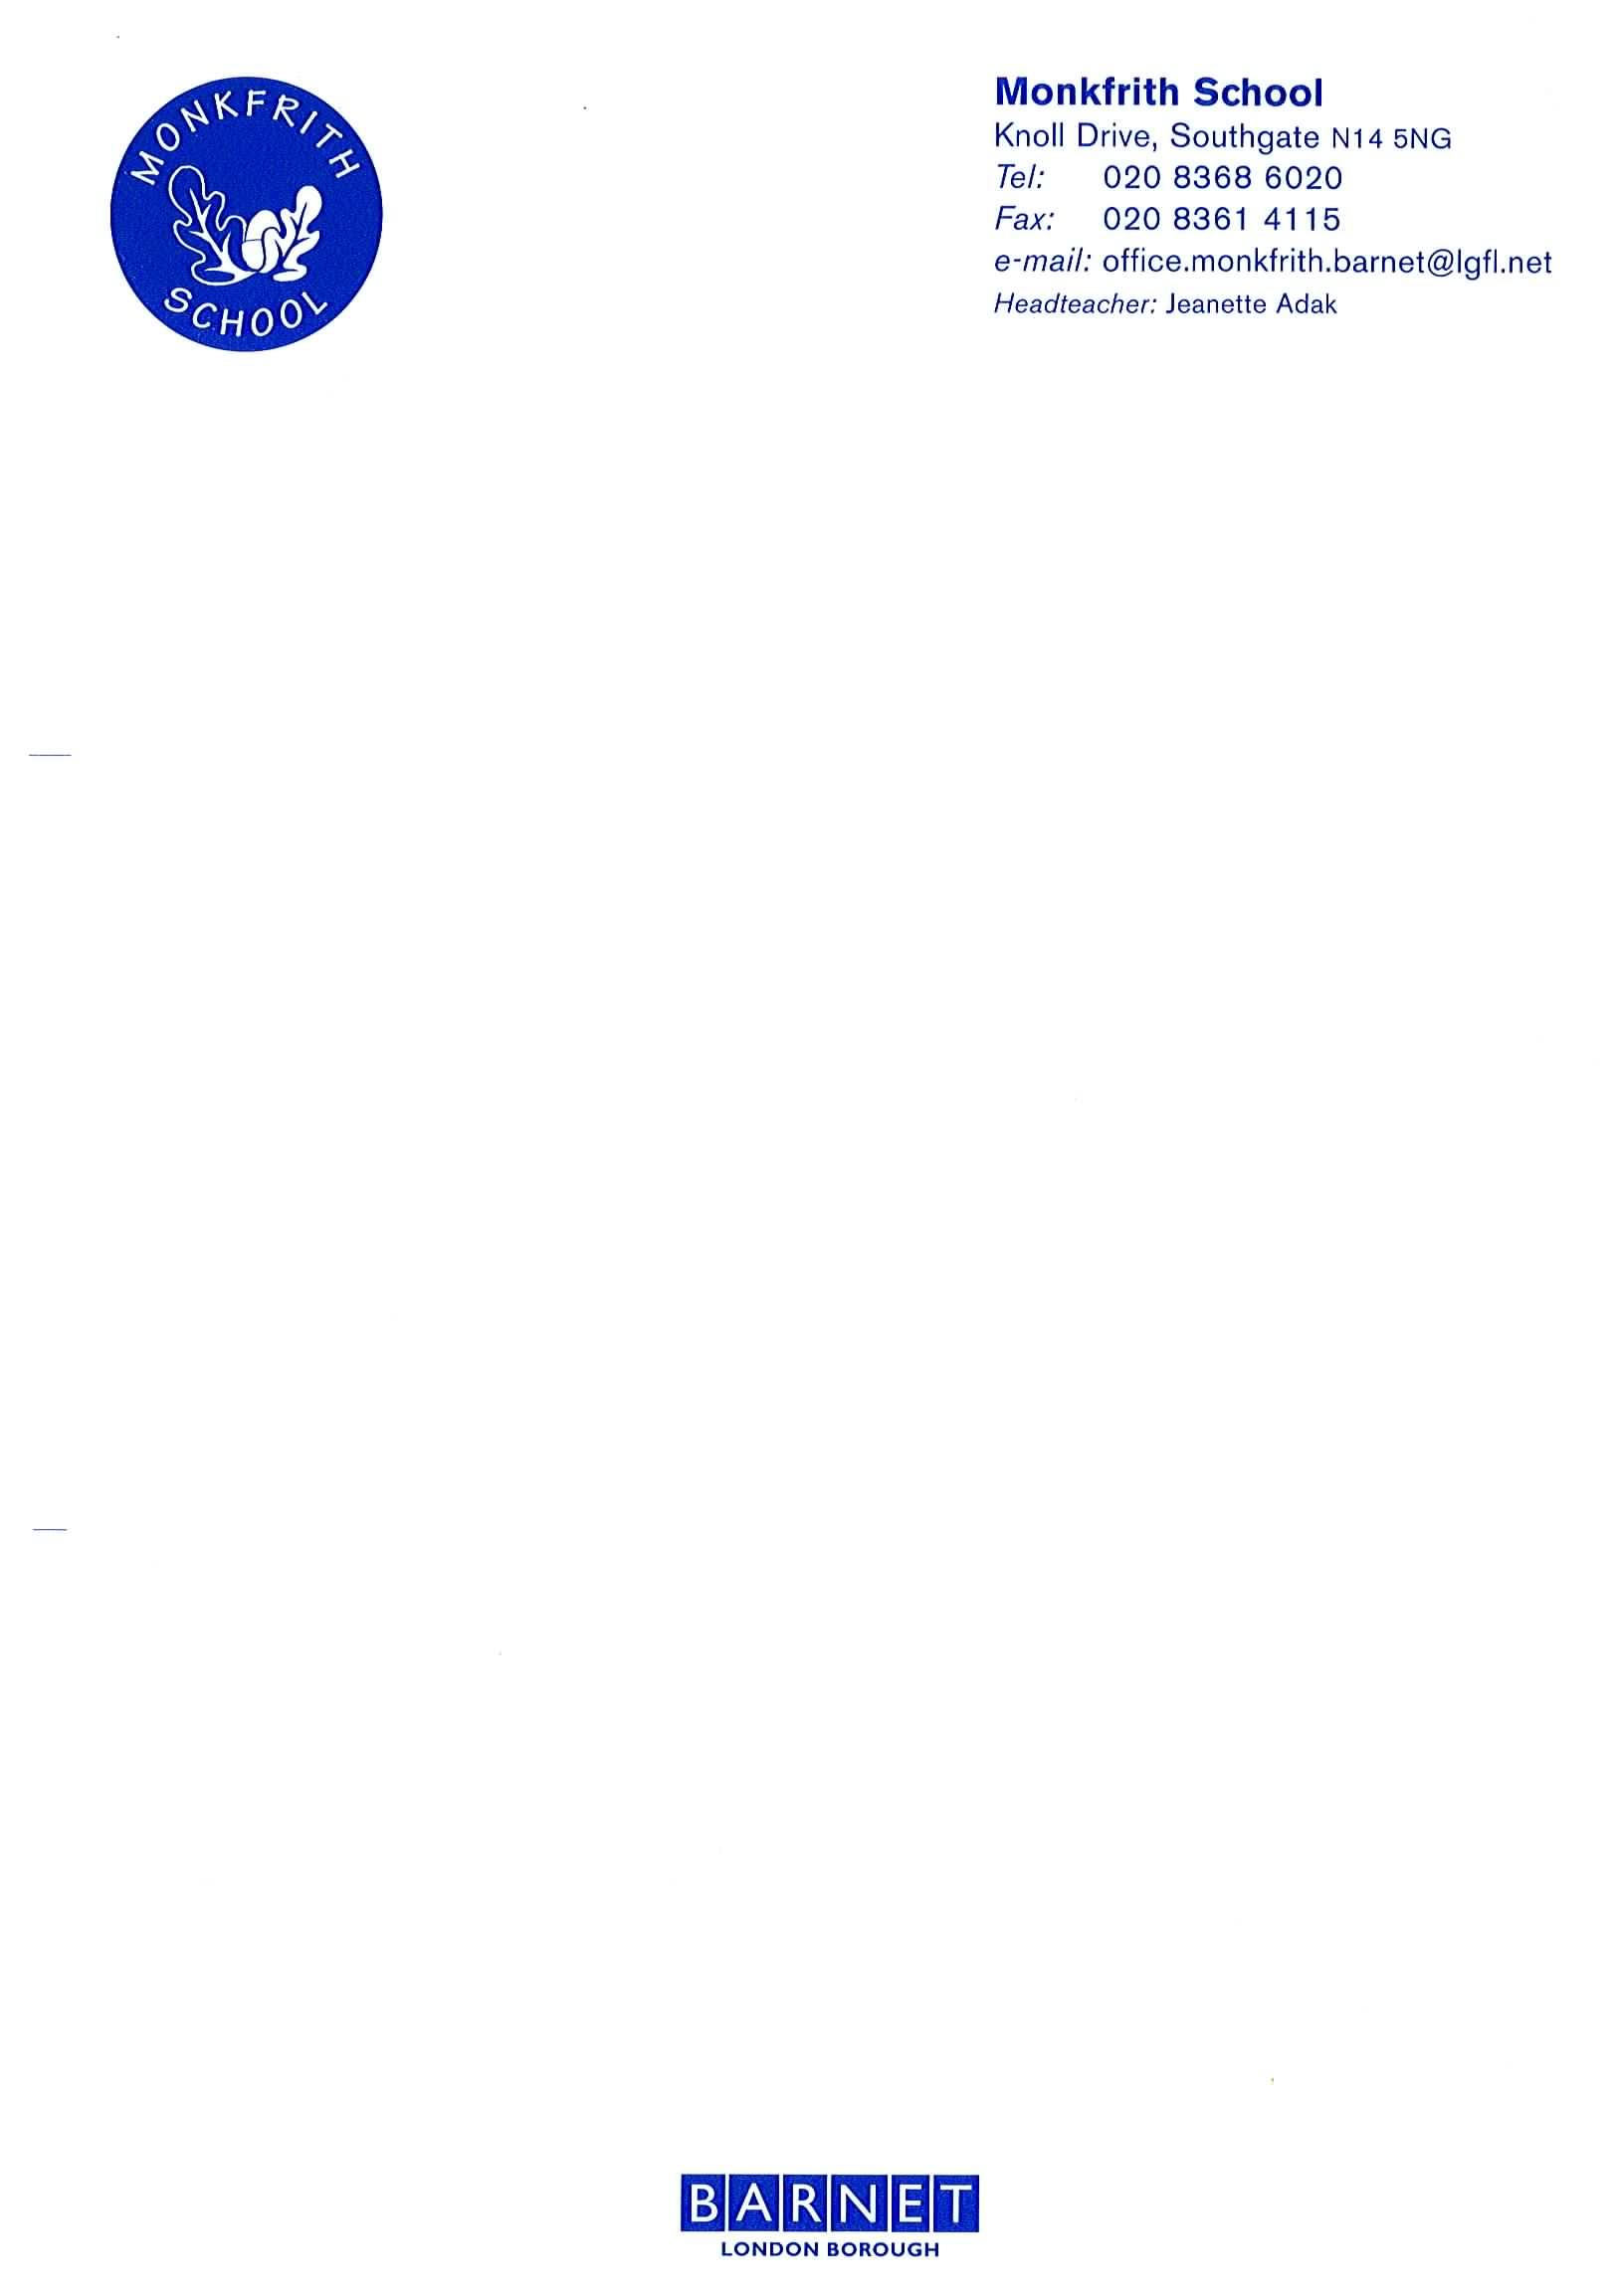 MONKFRITH
SCHOOL
Monkfrith School
Knoll Drive, Southgate N14 5NG
Tel: 020 8368 6020
Fax: 020 8361 4115
e-mail: office.monkfrith.barnet@lgfl.net
Headteacher: Jeanette Adak
BARNET
LONDON BOROUGH